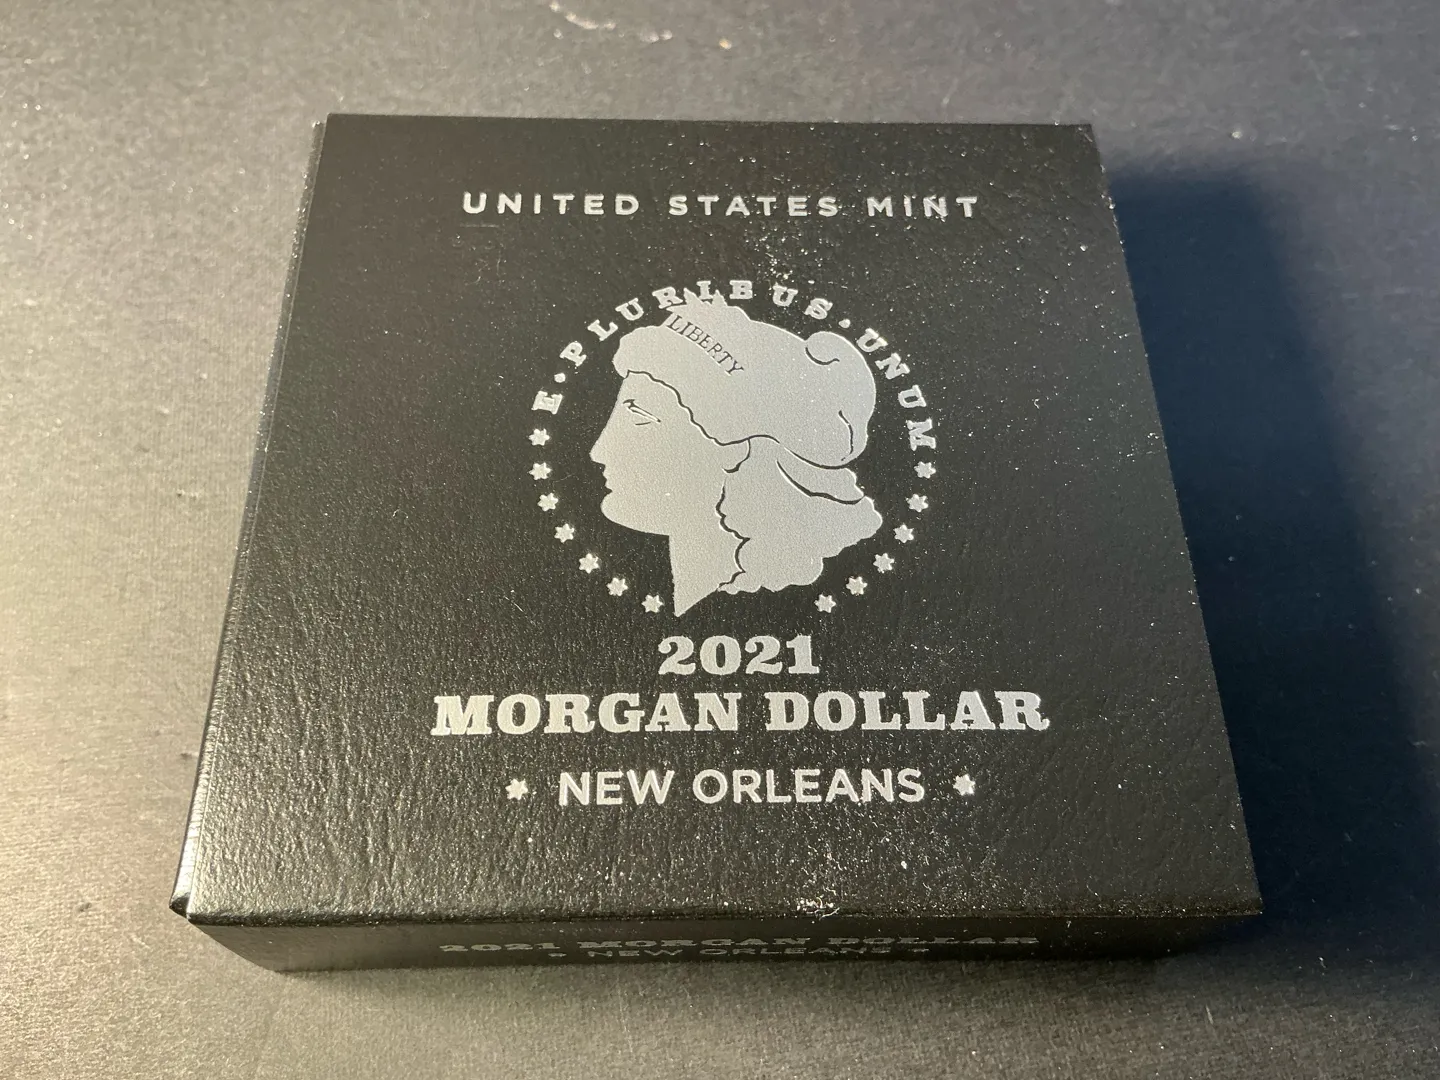 UNITED STATES MINT
E·PLURIBUS·UNUM
LIBERTY
2021
MORGAN DOLLAR
* NEW ORLEANS *
2021 MORGAN DOLLAR
* NEW ORLEANS *